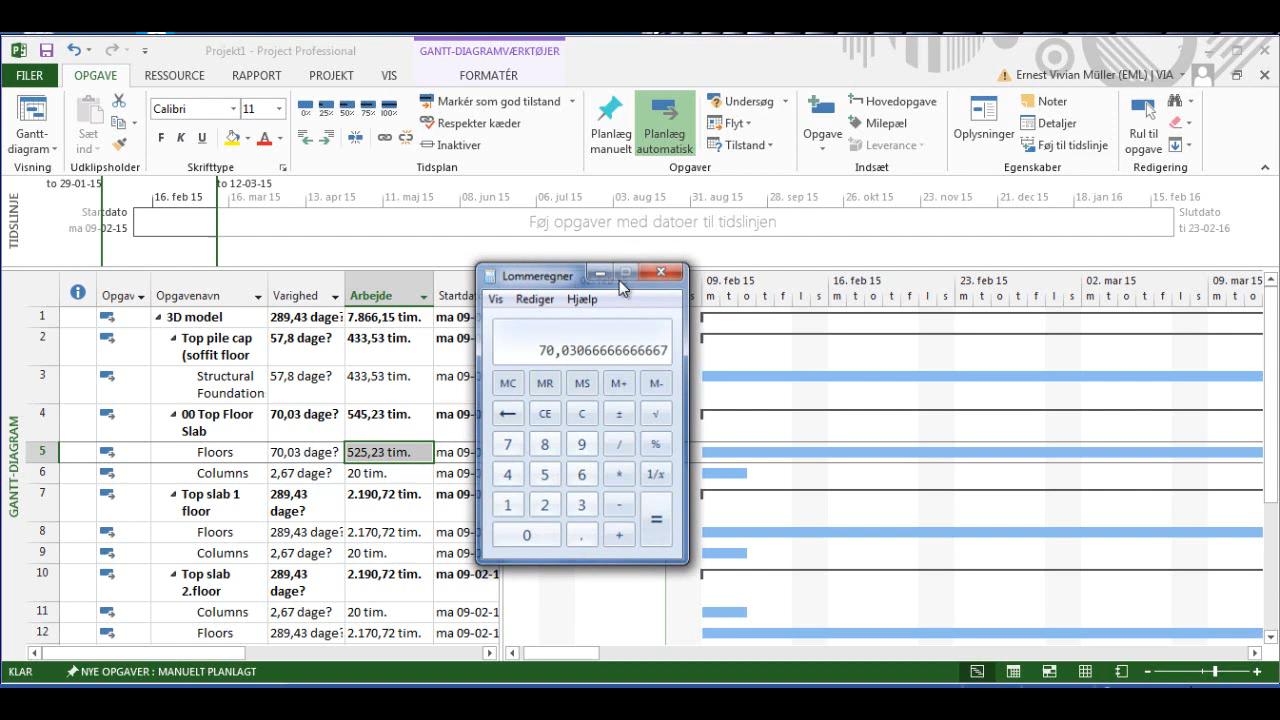 Projekt1 - Project Professional
GANTT-DIAGRAMVÆRKTØJER
FILER OPGAVE RESSOURCE RAPPORT PROJEKT VIS FORMATÉR
Ernest Vivian Müller (EML) | VIA
Gantt-
diagram
Sæt
ind
Calibri 11
F K U A
0% 25% 50% 75% 100%
Markér som god tilstand
Respekter kæder
Inaktiver
Planlæg
manuelt
Planlæg
automatisk
Undersøg
Flyt
Tilstand
Opgave
Hovedopgave
Milepæl
Leverance
Oplysninger
Noter
Detaljer
Føj til tidslinje
Rul til
opgave
Visning Udklipsholder Skrifttype Tidsplan Opgaver Indsæt Egenskaber Redigering
TIDSLINJE
to 29-01-15 to 12-03-15
16. feb 15 16. mar 15 13. apr 15 11. maj 15 08. jun 15 06. jul 15 03. aug 15 31. aug 15 28. sep 15 26. okt 15 23. nov 15 21. dec 15 18. jan 16 15. feb 16
Startdato
ma 09-02-15
Føj opgaver med datoer til tidslinjen
Slutdato
ti 23-02-16
GANTT-DIAGRAM
Opgav Opgavenavn Varighed Arbejde Startda
09. feb 15 16. feb 15 23. feb 15 02. mar 15 09. mar 15
m t o t f l s m t o t f l s m t o t f l s m t o t f l s m t o
1 3D model 289,43 dage? 7.866,15 tim. ma 09-
2 Top pile cap 57,8 dage? 433,53 tim. ma 09-
(soffit floor
3 Structural 57,8 dage? 433,53 tim. ma 09-
Foundation
4 00 Top Floor 70,03 dage? 545,23 tim. ma 09-
Slab
5 Floors 70,03 dage? 525,23 tim. ma 09-
6 Columns 2,67 dage? 20 tim. ma 09-
7 Top slab 1 289,43 2.190,72 tim. ma 09-
floor dage?
8 Floors 289,43 dage? 2.170,72 tim. ma 09-
9 Columns 2,67 dage? 20 tim. ma 09-
10 Top slab 289,43 2.190,72 tim. ma 09-02-1
2.floor dage?
11 Columns 2,67 dage? 20 tim. ma 09-02-1
12 Floors 289,43 dage? 2.170,72 tim. ma 09-02-1
Lommeregner
Vis Rediger Hjælp
70,03066666666667
MC MR MS M+ M-
← CE C ± √
7 8 9 / %
4 5 6 * 1/x
1 2 3 - =
0 , +
KLAR NYE OPGAVER : MANUELT PLANLAGT